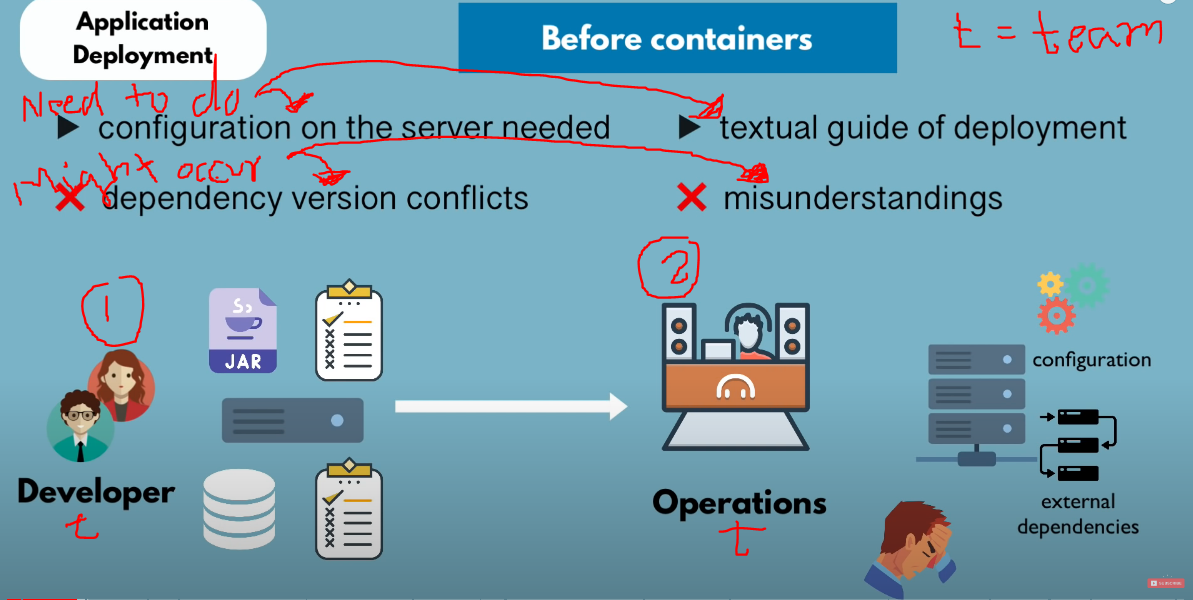 Application
Deployment
Before containers
t = team
Need to do
configuration on the server needed
textual guide of deployment
Might occur
dependency version conflicts
misunderstandings
1
2
JAR
configuration
Developer
t
Operations
t
external
dependencies
SUBSCRIBE